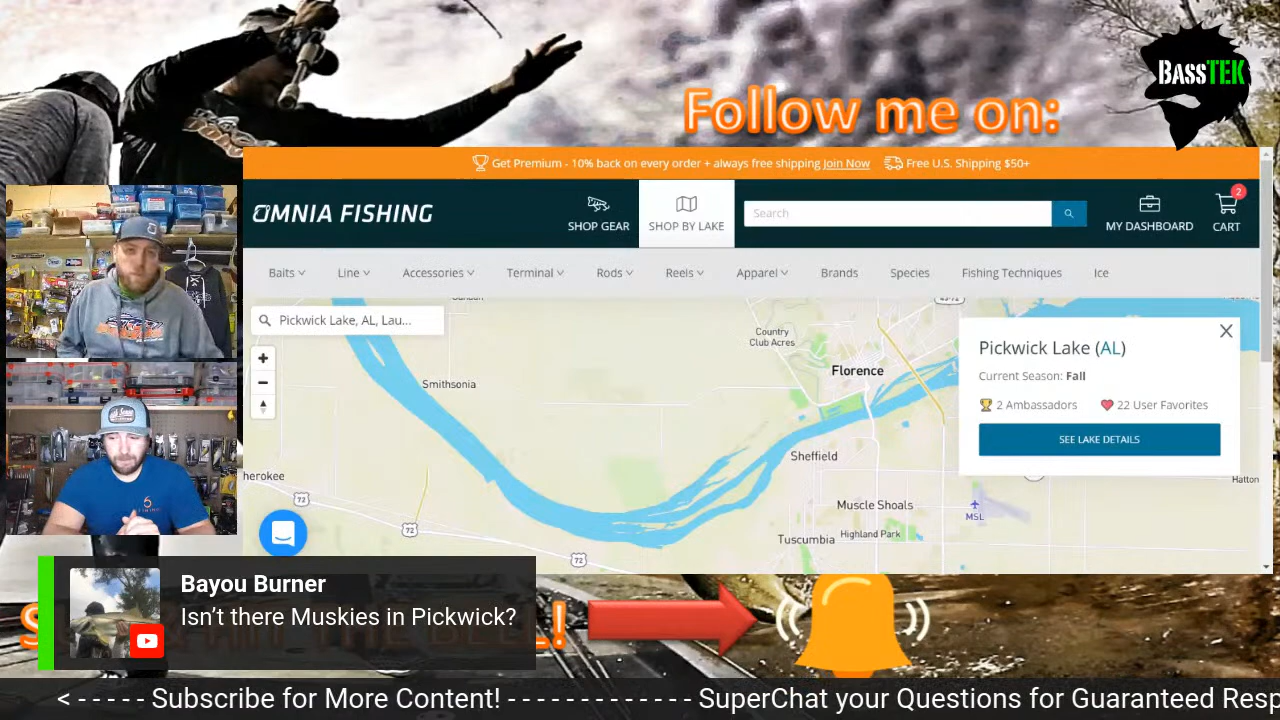 BASSTEK
Follow me on:
Get Premium - 10% back on every order + always free shipping Join Now
Free U.S. Shipping $50+
OMNIA FISHING
SHOP GEAR
SHOP BY LAKE
Search
MY DASHBOARD
2
CART
Baits
Line
Accessories
Terminal
Rods
Reels
Apparel
Brands
Species
Fishing Techniques
Ice
Pickwick Lake, AL, Lau...
Country
Club Acres
Florence
Smithsonia
Sheffield
herokee
72
72
72
Muscle Shoals
MSL
Tuscumbia
Highland Park
Hatton
Pickwick Lake (AL)
Current Season: Fall
2 Ambassadors
22 User Favorites
SEE LAKE DETAILS
Bayou Burner
Isn’t there Muskies in Pickwick?
< - - - - - Subscribe for More Content! - - - - - - - - - - - - - SuperChat your Questions for Guaranteed Resp